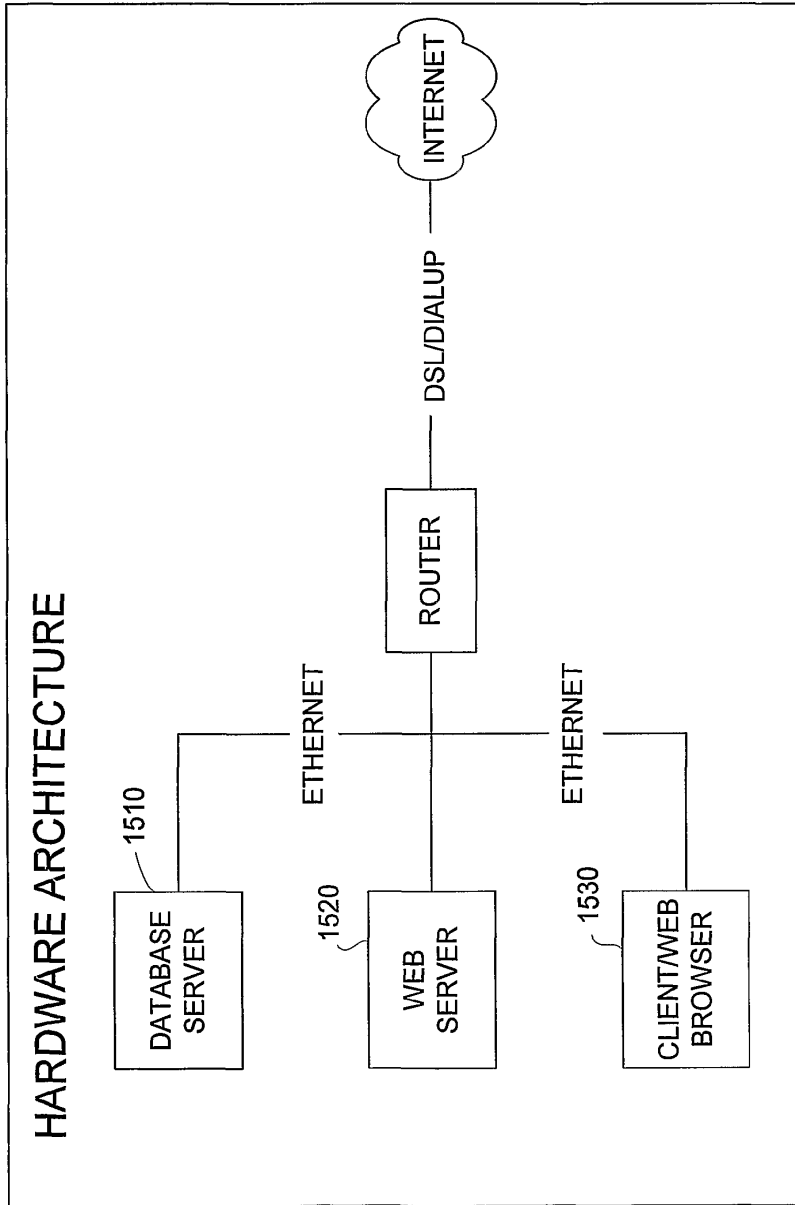 HARDWARE ARCHITECTURE
1510
DATABASE
SERVER
ETHERNET
1520
WEB
SERVER
ROUTER
DSL/DIALUP
INTERNET
1530
CLIENT/WEB
BROWSER
ETHERNET